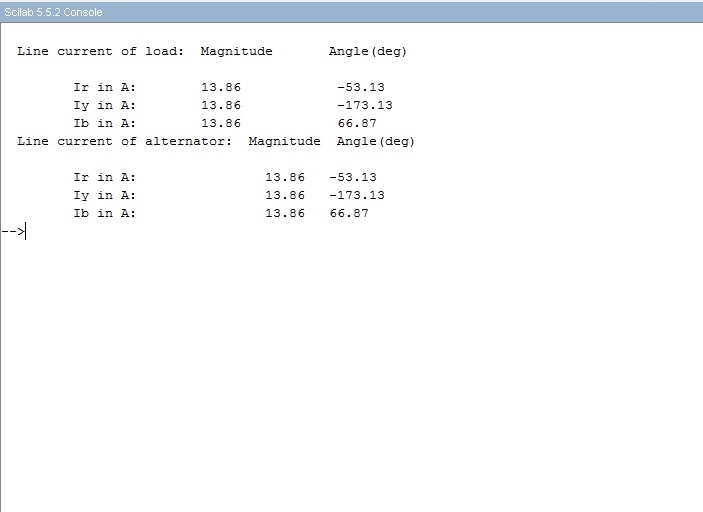 Scilab 5.5.2 Console
Line current of load: Magnitude Angle(deg)
Ir in A: 13.86 -53.13
Iy in A: 13.86 -173.13
Ib in A: 13.86 66.87
Line current of alternator: Magnitude Angle(deg)
Ir in A: 13.86 -53.13
Iy in A: 13.86 -173.13
Ib in A: 13.86 66.87
-->